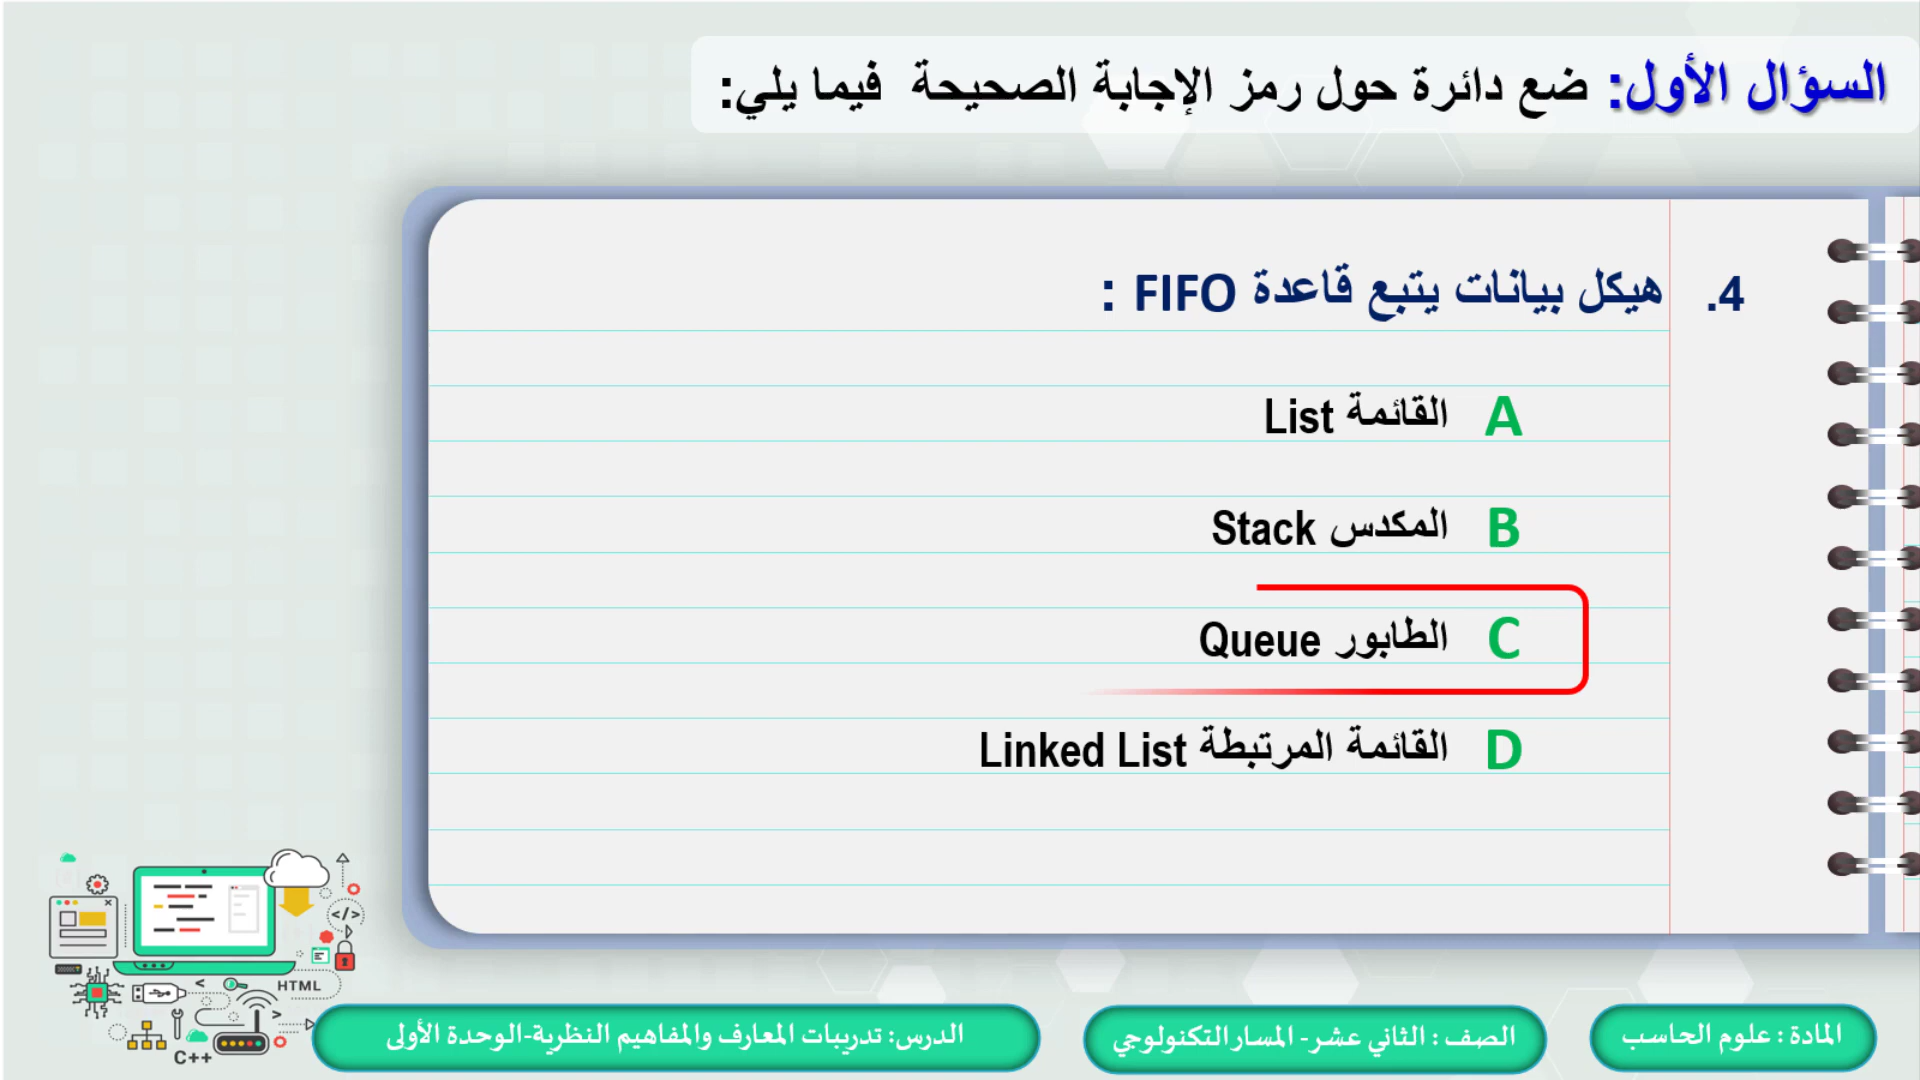 السؤال الأول: ضع دائرة حول رمز الإجابة الصحيحة فيما يلي:
4. هيكل بيانات يتبع قاعدة FIFO :
A القائمة List
B المكدس Stack
C الطابور Queue
D القائمة المرتبطة Linked List
</>
HTML
C++
المادة : علوم الحاسب
الصف : الثاني عشر- المسار التكنولوجي
الدرس: تدريبات المعارف والمفاهيم النظرية-الوحدة الأولى